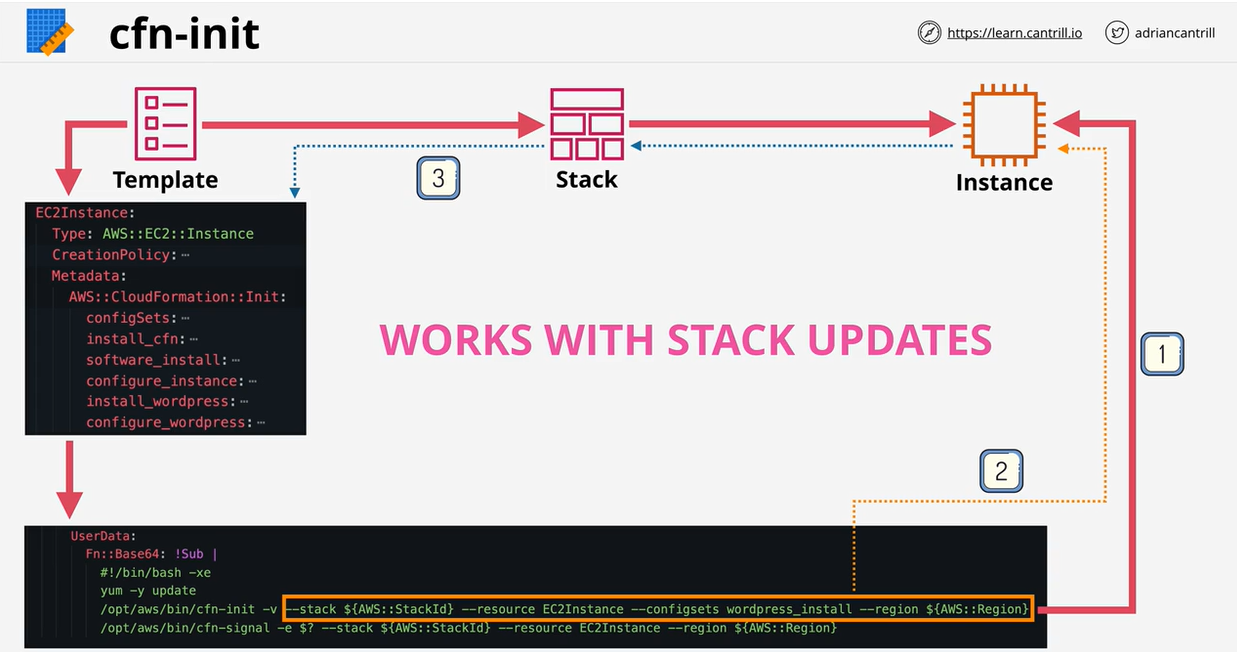 cfn-init
https://learn.cantrill.io
adriancantrill
Template
3
Stack
Instance
EC2Instance:
Type: AWS::EC2::Instance
CreationPolicy:⋯
Metadata:
AWS::CloudFormation::Init:
configSets:⋯
install_cfn:⋯
software_install:⋯
configure_instance:⋯
install_wordpress:⋯
configure_wordpress:⋯
WORKS WITH STACK UPDATES
1
2
UserData:
Fn::Base64: !Sub |
#!/bin/bash -xe
yum -y update
/opt/aws/bin/cfn-init -v --stack ${AWS::StackId} --resource EC2Instance --configsets wordpress_install --region ${AWS::Region}
/opt/aws/bin/cfn-signal -e $? --stack ${AWS::StackId} --resource EC2Instance --region ${AWS::Region}